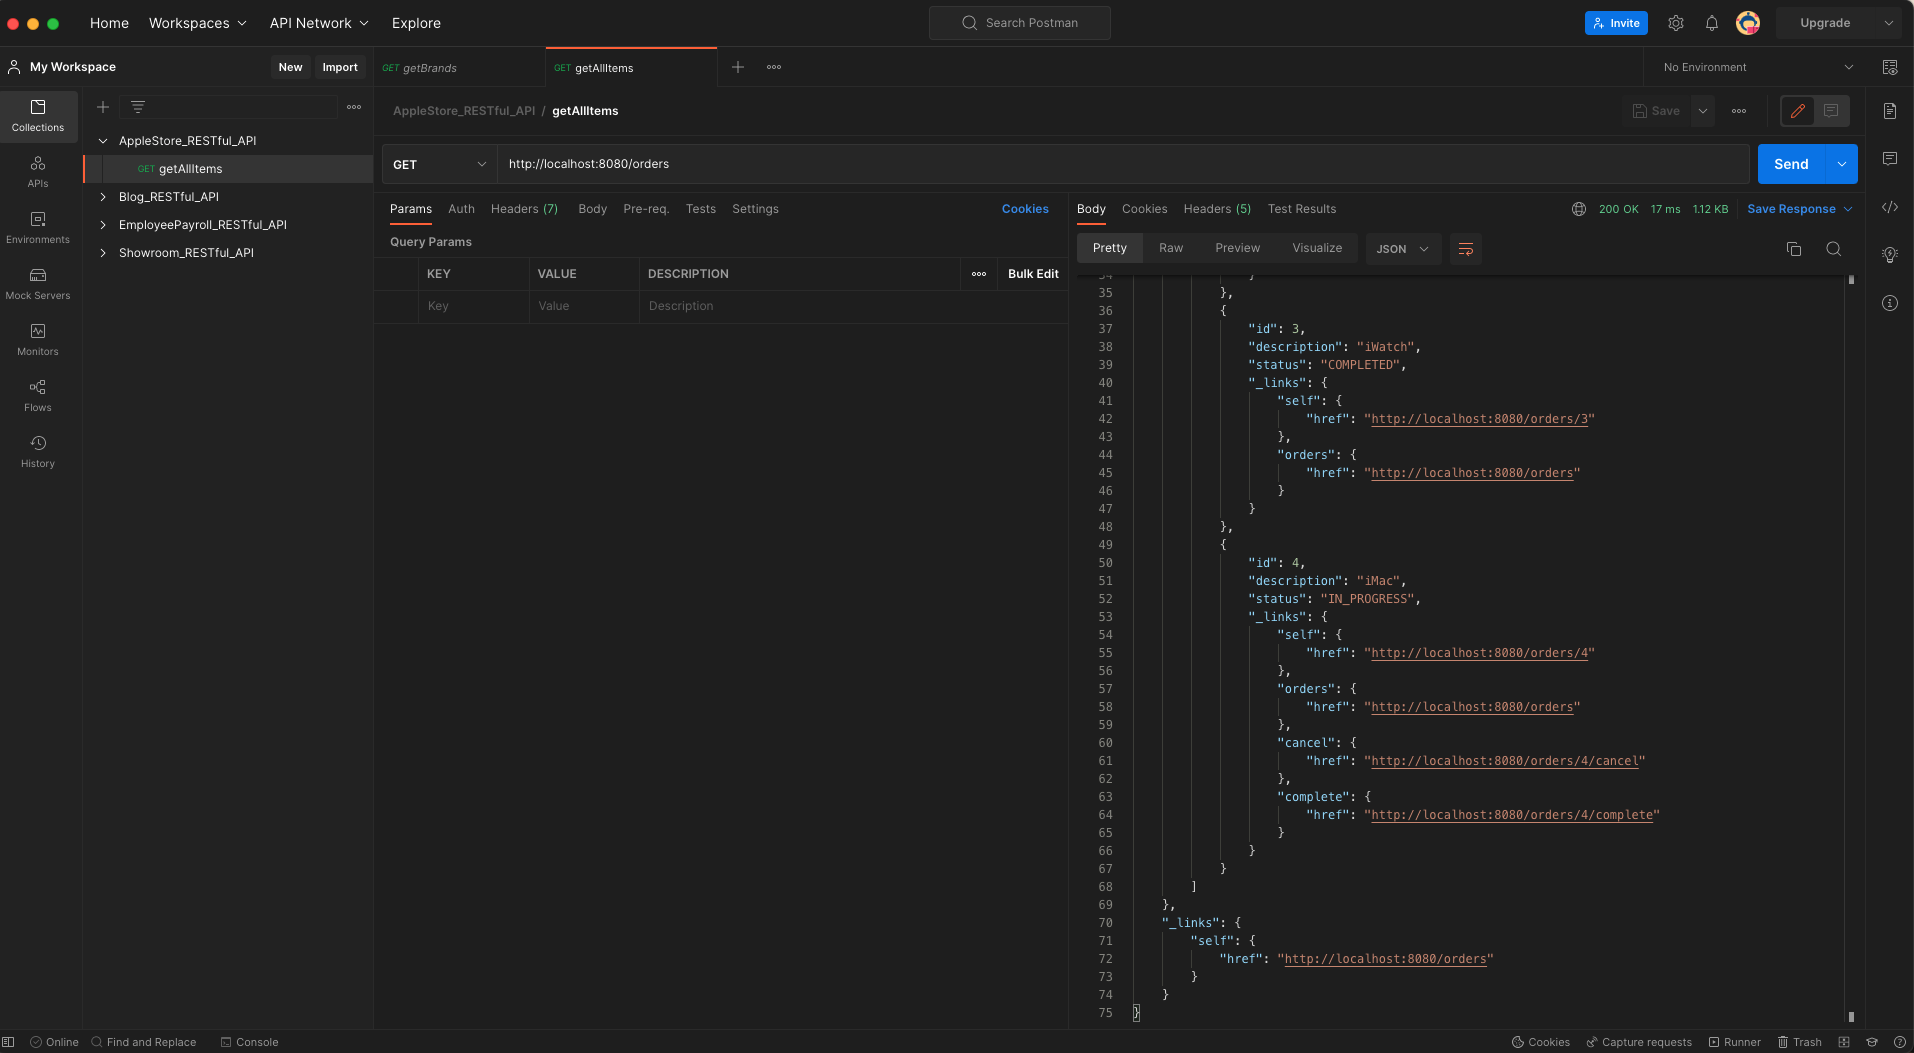 Home
Workspaces
API Network
Explore
Search Postman
Invite
Upgrade
My Workspace
New
Import
GET getBrands
GET getAllItems
No Environment
Collections
APIs
Environments
Mock Servers
Monitors
Flows
History
AppleStore_RESTful_API
GET getAllItems
Blog_RESTful_API
EmployeePayroll_RESTful_API
Showroom_RESTful_API
AppleStore_RESTful_API / getAllItems
Save
GET
http://localhost:8080/orders
Send
Params
Auth
Headers (7)
Body
Pre-req.
Tests
Settings
Cookies
Query Params
KEY
VALUE
DESCRIPTION
Bulk Edit
Key
Value
Description
Body
Cookies
Headers (5)
Test Results
200 OK
17 ms
1.12 KB
Save Response
Pretty
Raw
Preview
Visualize
JSON
34 }
35 },
36 {
37 "id": 3,
38 "description": "iWatch",
39 "status": "COMPLETED",
40 "_links": {
41 "self": {
42 "href": "http://localhost:8080/orders/3"
43 },
44 "orders": {
45 "href": "http://localhost:8080/orders"
46 }
47 }
48 },
49 {
50 "id": 4,
51 "description": "iMac",
52 "status": "IN_PROGRESS",
53 "_links": {
54 "self": {
55 "href": "http://localhost:8080/orders/4"
56 },
57 "orders": {
58 "href": "http://localhost:8080/orders"
59 },
60 "cancel": {
61 "href": "http://localhost:8080/orders/4/cancel"
62 },
63 "complete": {
64 "href": "http://localhost:8080/orders/4/complete"
65 }
66 }
67 }
68 ]
69 },
70 "_links": {
71 "self": {
72 "href": "http://localhost:8080/orders"
73 }
74 }
75 }
Online
Find and Replace
Console
Cookies
Capture requests
Runner
Trash